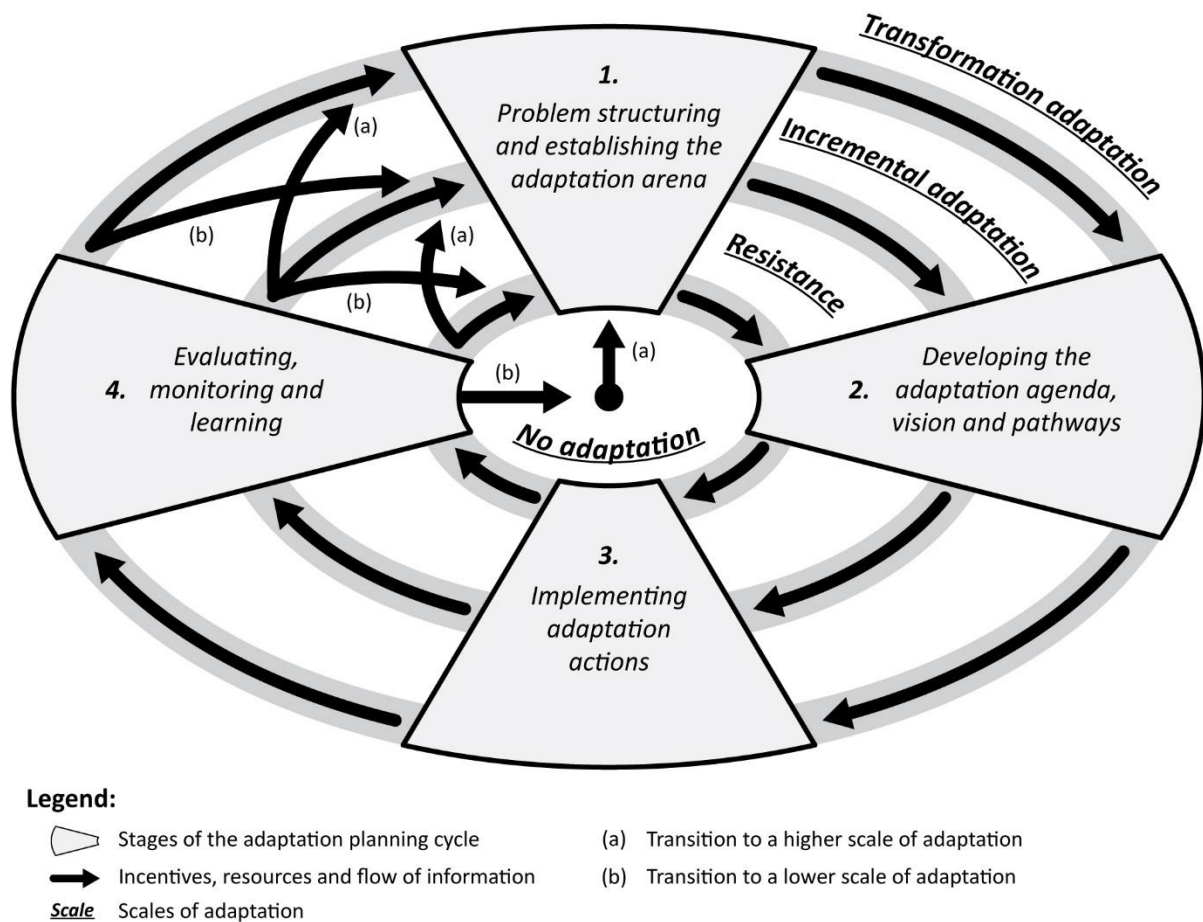 Transformation adaptation
Incremental adaptation
Resistance
1.
Problem structuring
and establishing the
adaptation arena
(a)
(b)
(a)
(b)
(a)
(b)
No adaptation
4.
Evaluating,
monitoring and
learning
2.
Developing the
adaptation agenda,
vision and pathways
3.
Implementing
adaptation
actions
Legend:
Stages of the adaptation planning cycle
Incentives, resources and flow of information
Scale Scales of adaptation
(a) Transition to a higher scale of adaptation
(b) Transition to a lower scale of adaptation